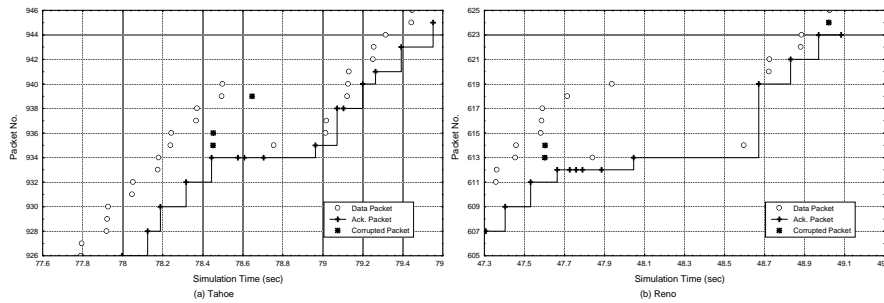 946
944
942
940
938
936
934
932
930
928
926
Packet No.
Data Packet
Ack. Packet
Corrupted Packet
77.6 77.8 78 78.2 78.4 78.6 78.8 79 79.2 79.4 79.6
Simulation Time (sec)
(a) Tahoe
625
623
621
619
617
615
613
611
609
607
605
Packet No.
Data Packet
Ack. Packet
Corrupted Packet
47.3 47.5 47.7 47.9 48.1 48.3 48.5 48.7 48.9 49.1
Simulation Time (sec)
(b) Reno